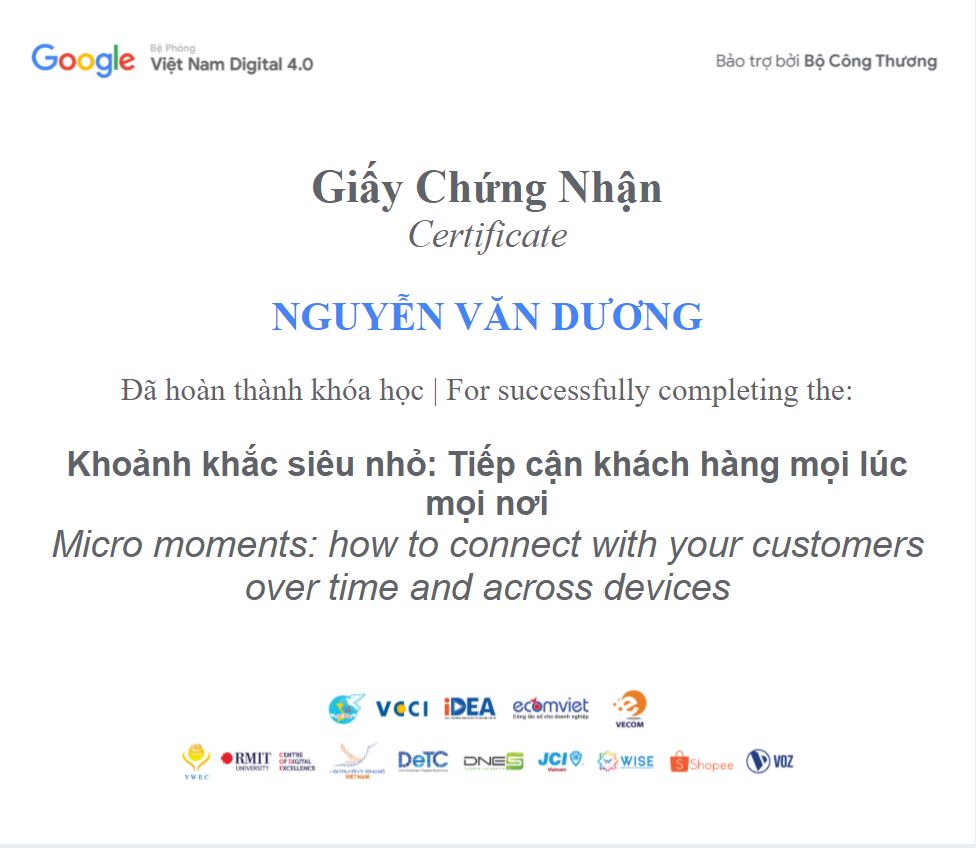 Google
Bệ Phóng
Việt Nam Digital 4.0
Bảo trợ bởi Bộ Công Thương
Giấy Chứng Nhận
Certificate
NGUYỄN VĂN DƯƠNG
Đã hoàn thành khóa học | For successfully completing the:
Khoảnh khắc siêu nhỏ: Tiếp cận khách hàng mọi lúc
mọi nơi
Micro moments: how to connect with your customers
over time and across devices
VCCI
iDEA
ecomviet
Cộng tác số cho doanh nghiệp
VECOM
VWEC
RMIT
UNIVERSITY
CENTRE
OF DIGITAL
EXCELLENCE
VIETNAM
DeTC
DNES
JCI
Vietnam
WISE
Shopee
VOZ